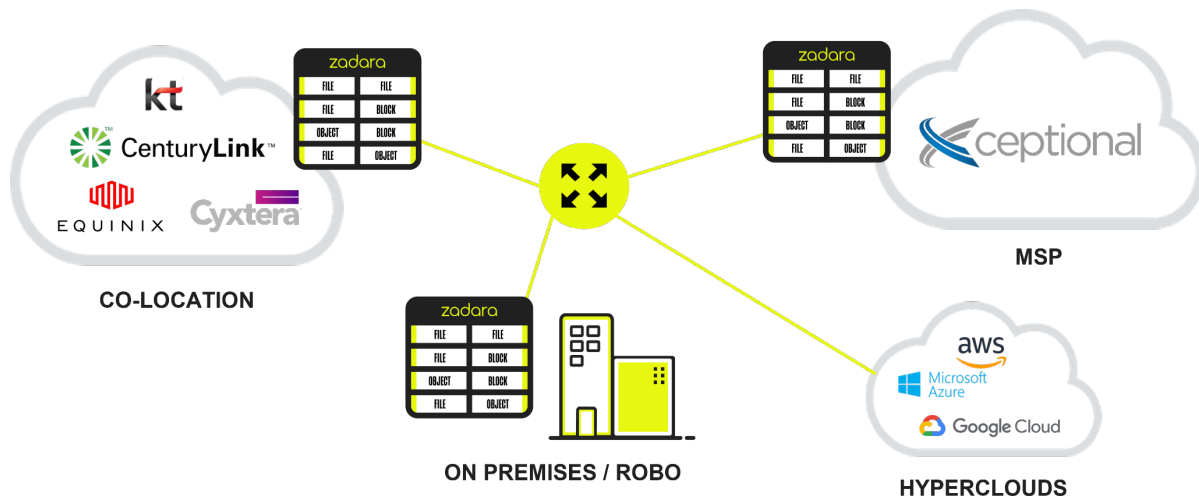 kt
CenturyLink™
EQUINIX
Cyxtera
CO-LOCATION
zadara
FILE FILE
FILE BLOCK
OBJECT BLOCK
FILE OBJECT
zadara
FILE FILE
FILE BLOCK
OBJECT BLOCK
FILE OBJECT
Xceptional
MSP
zadara
FILE FILE
FILE BLOCK
OBJECT BLOCK
FILE OBJECT
ON PREMISES / ROBO
aws
Microsoft
Azure
Google Cloud
HYPERCLOUDS